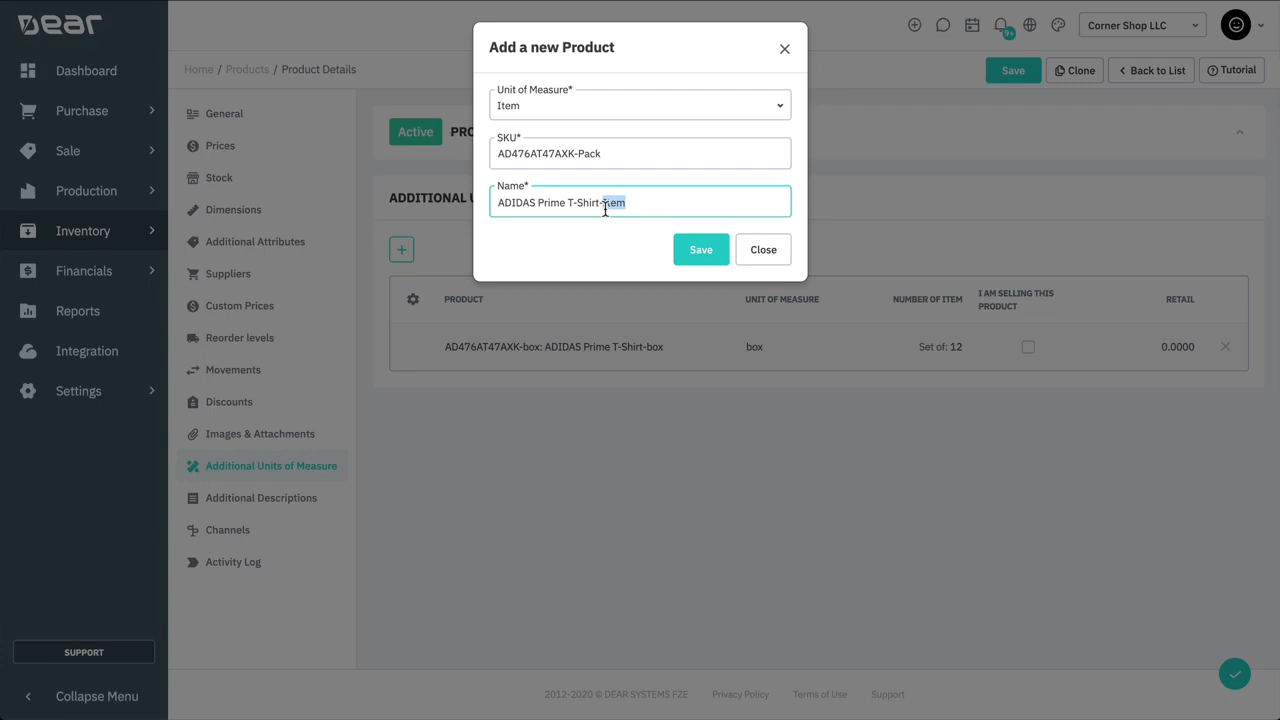 DEAR
Dashboard
Purchase
Sale
Production
Inventory
Financials
Reports
Integration
Settings
SUPPORT
Collapse Menu
9+
Corner Shop LLC
Home / Products / Product Details
Save
Clone
Back to List
Tutorial
General
Prices
Stock
Dimensions
Additional Attributes
Suppliers
Custom Prices
Reorder levels
Movements
Discounts
Images & Attachments
Additional Units of Measure
Additional Descriptions
Channels
Activity Log
Active PRO
ADDITIONAL U
Add a new Product
Unit of Measure*
Item
SKU*
AD476AT47AXK-Pack
Name*
ADIDAS Prime T-Shirt-Item
Save
Close
PRODUCT
UNIT OF MEASURE
NUMBER OF ITEM
I AM SELLING THIS
PRODUCT
RETAIL
AD476AT47AXK-box: ADIDAS Prime T-Shirt-box
box
Set of: 12
0.0000
2012-2020 © DEAR SYSTEMS FZE
Privacy Policy
Terms of Use
Support